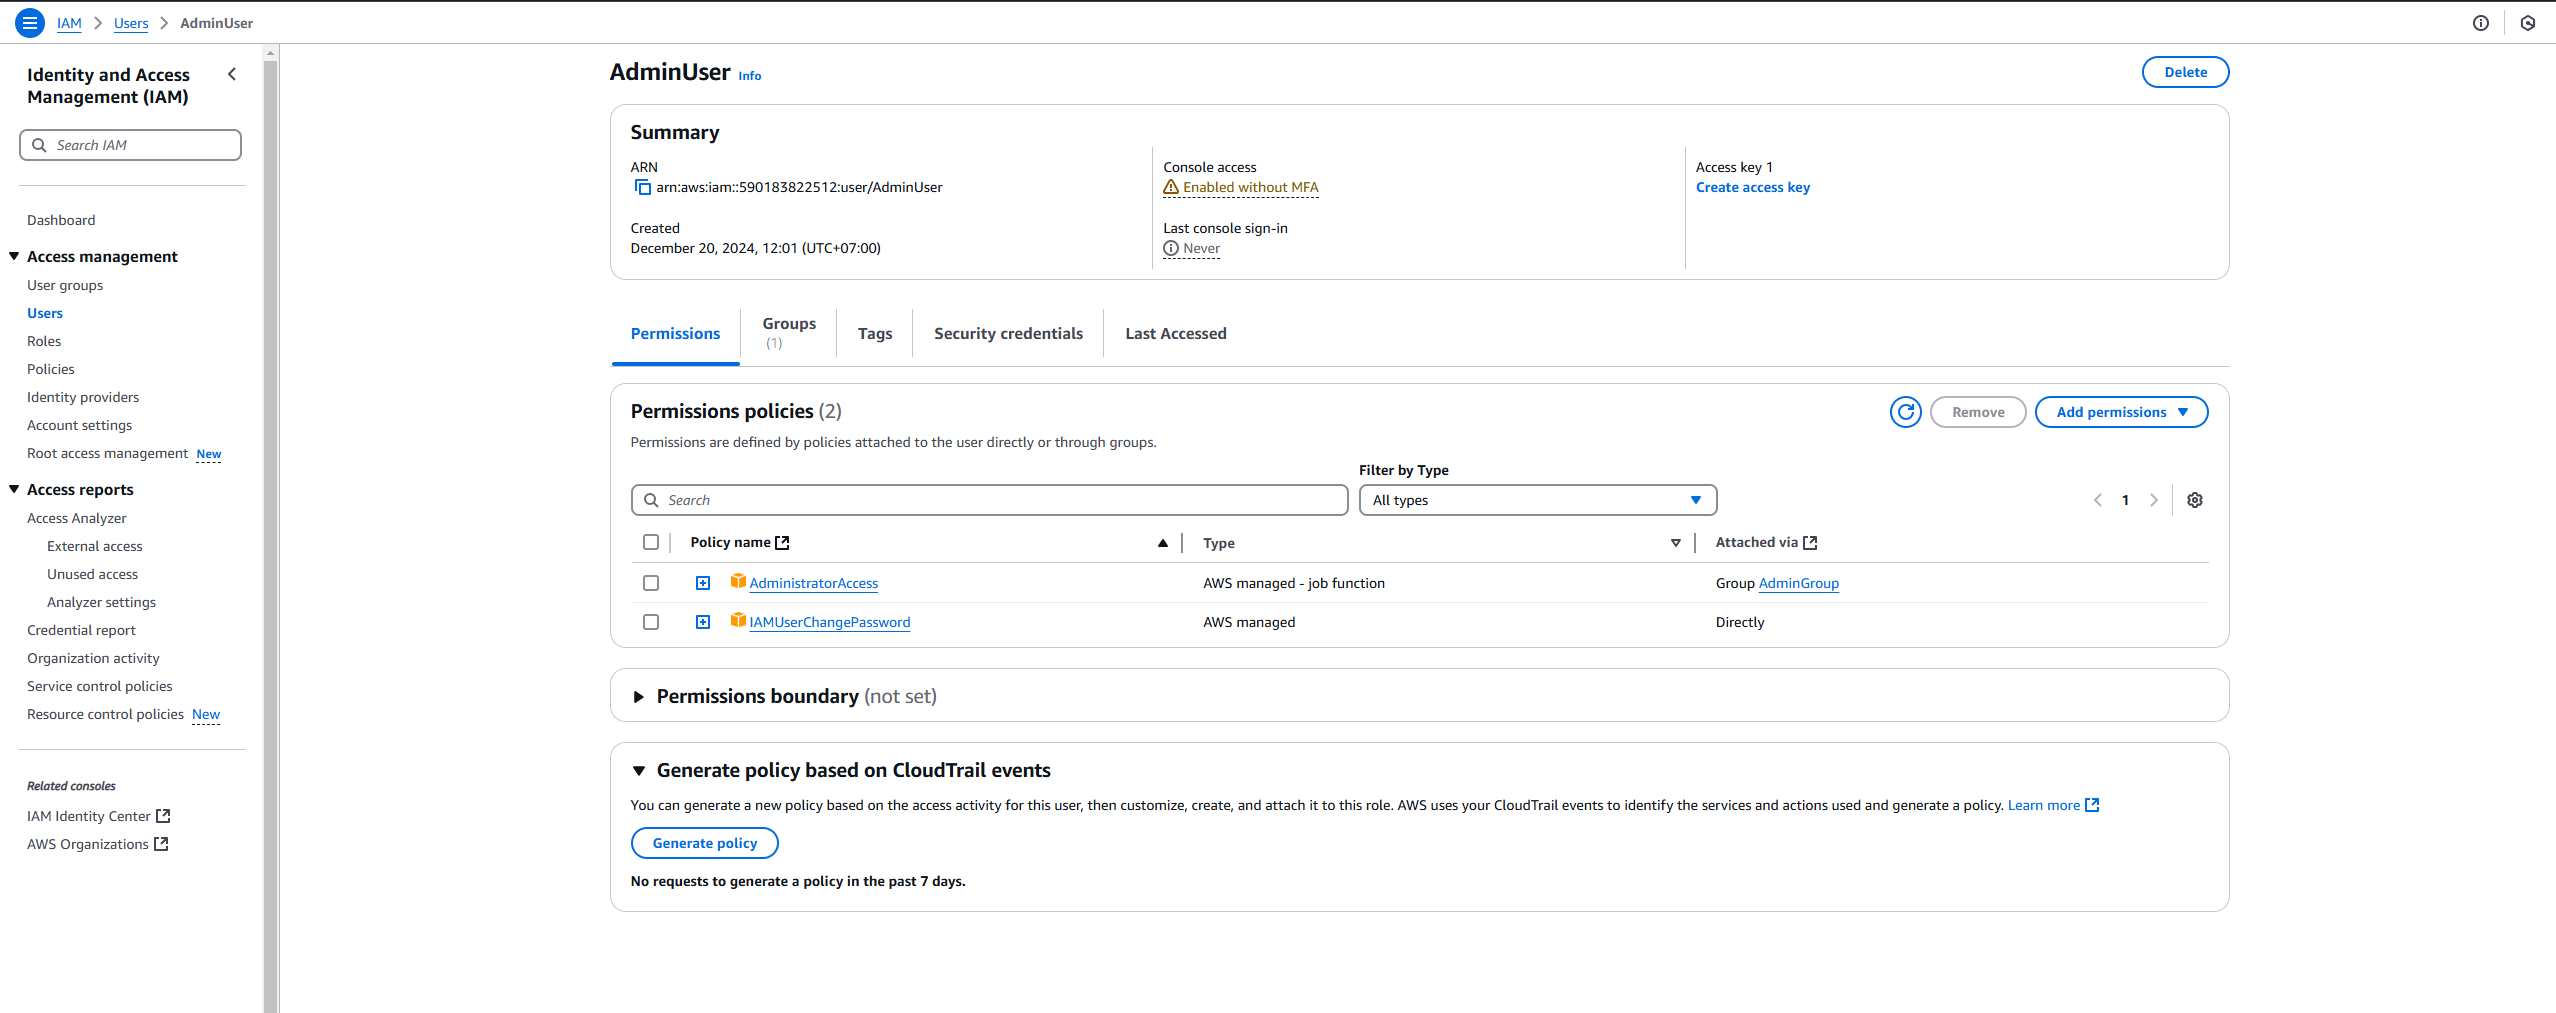 IAM > Users > AdminUser
Identity and Access
Management (IAM)
Search IAM
Dashboard
Access management
User groups
Users
Roles
Policies
Identity providers
Account settings
Root access management New
Access reports
Access Analyzer
External access
Unused access
Analyzer settings
Credential report
Organization activity
Service control policies
Resource control policies New
Related consoles
IAM Identity Center
AWS Organizations
AdminUser Info
Delete
Summary
ARN
arn:aws:iam::590183822512:user/AdminUser
Created
December 20, 2024, 12:01 (UTC+07:00)
Console access
Enabled without MFA
Last console sign-in
Never
Access key 1
Create access key
Permissions
Groups
(1)
Tags
Security credentials
Last Accessed
Permissions policies (2)
Remove
Add permissions
Permissions are defined by policies attached to the user directly or through groups.
Filter by Type
Search
All types
1
Policy name Type Attached via
AdministratorAccess AWS managed - job function Group AdminGroup
IAMUserChangePassword AWS managed Directly
Permissions boundary (not set)
Generate policy based on CloudTrail events
You can generate a new policy based on the access activity for this user, then customize, create, and attach it to this role. AWS uses your CloudTrail events to identify the services and actions used and generate a policy. Learn more
Generate policy
No requests to generate a policy in the past 7 days.